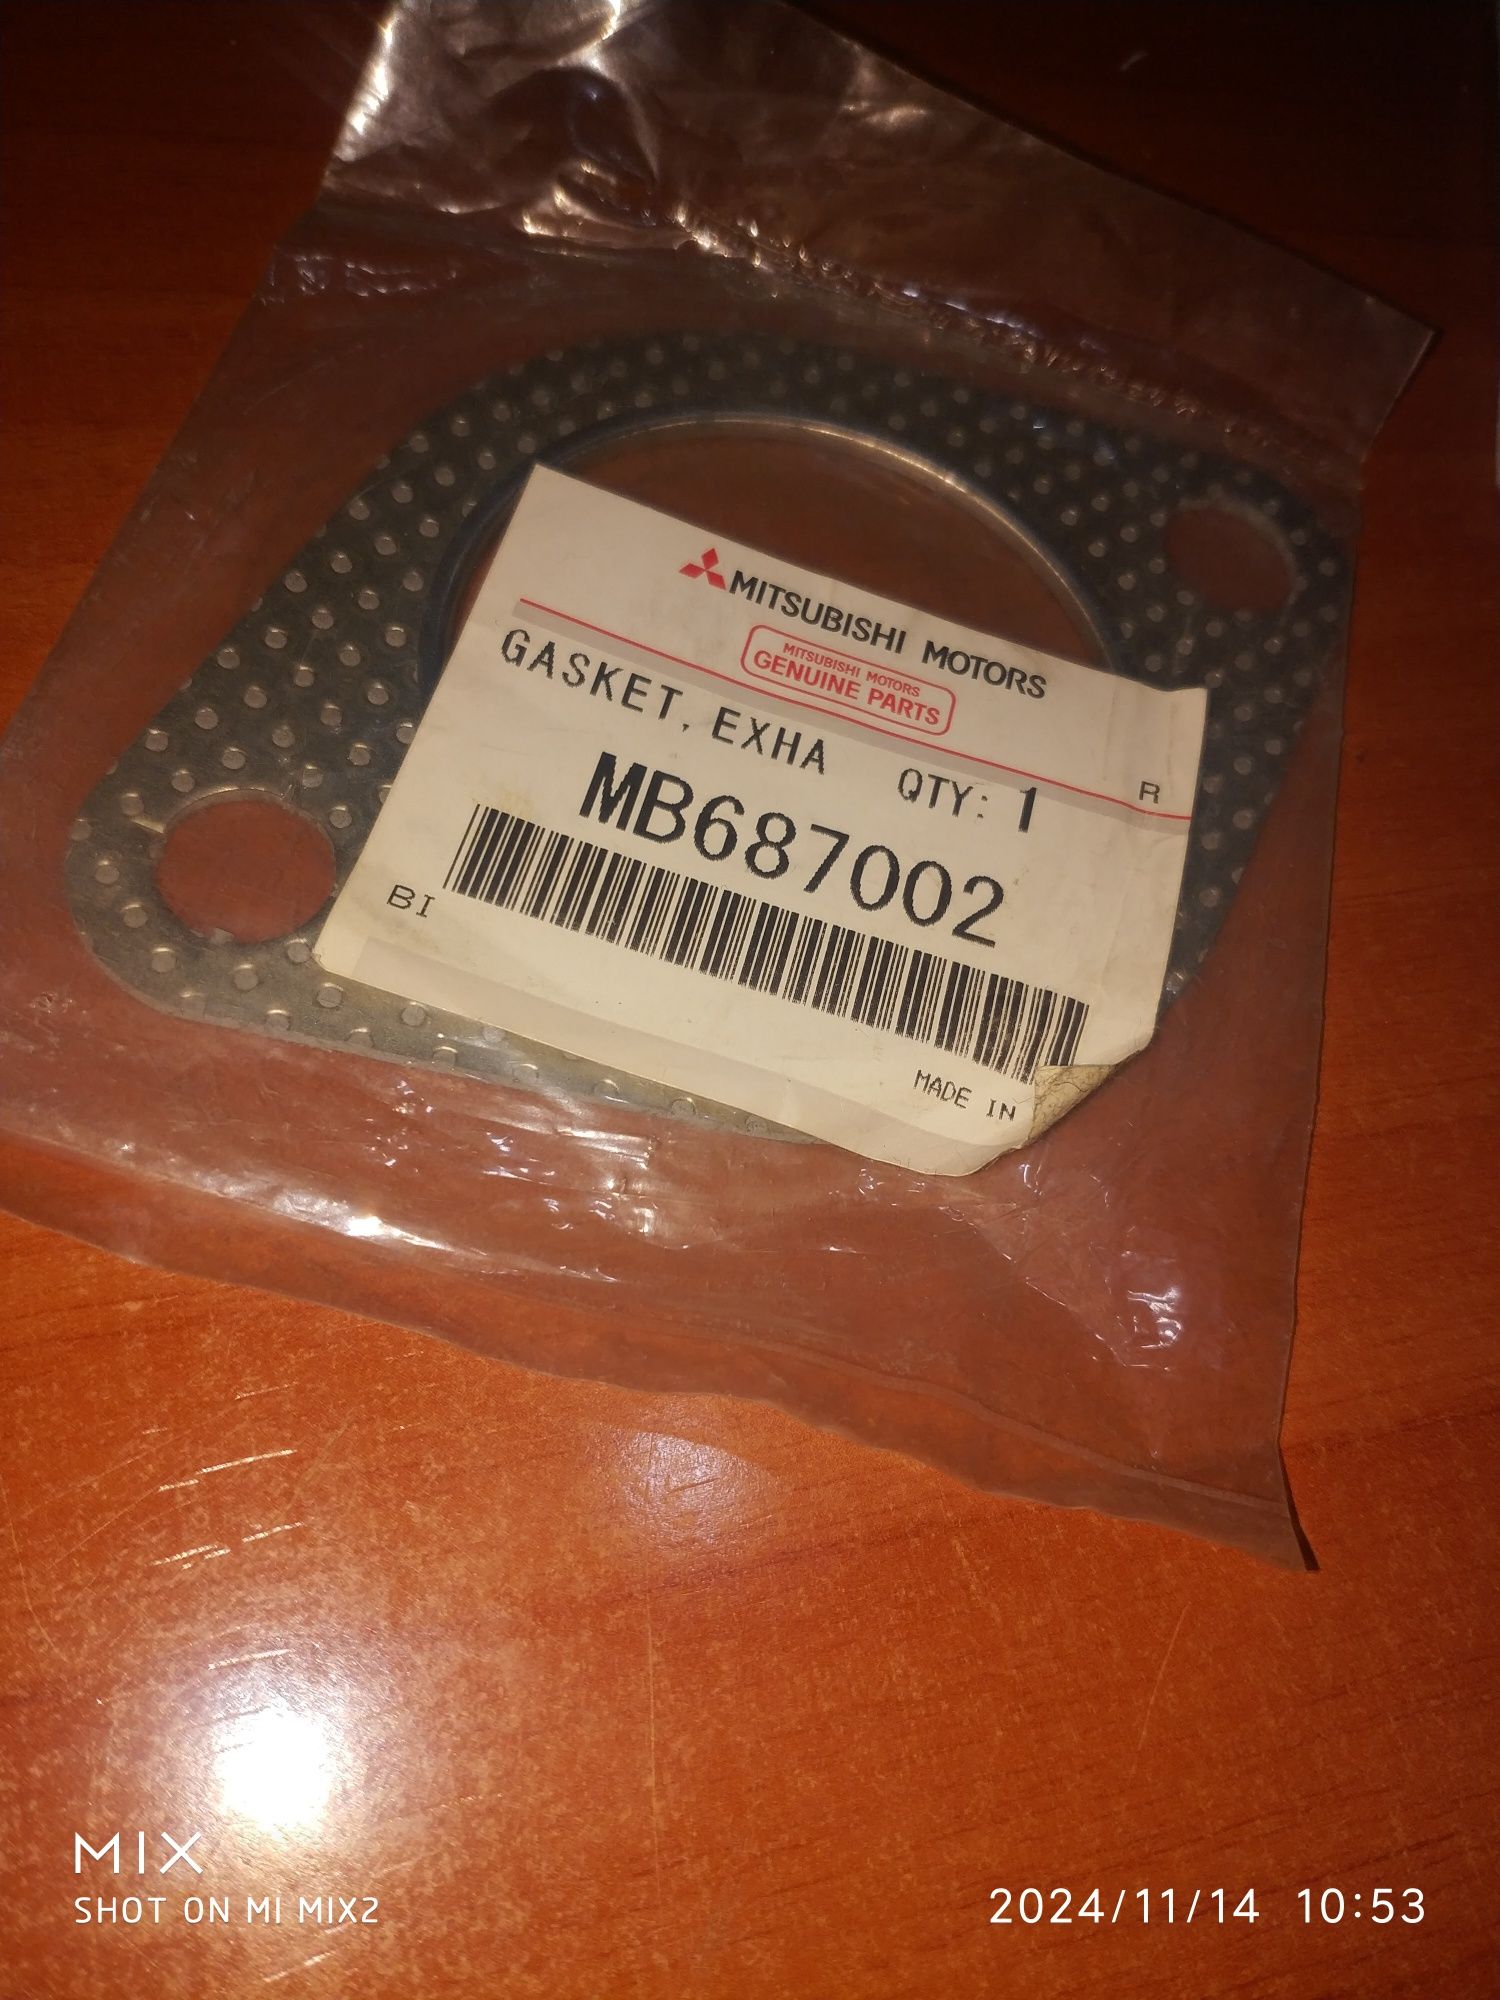 MITSUBISHI MOTORS
MITSUBISHI MOTORS
GENUINE PARTS
GASKET, EXHA QTY: 1 R
MB687002
BI
MADE IN
MIX
SHOT ON MI MIX2
2024/11/14 10:53